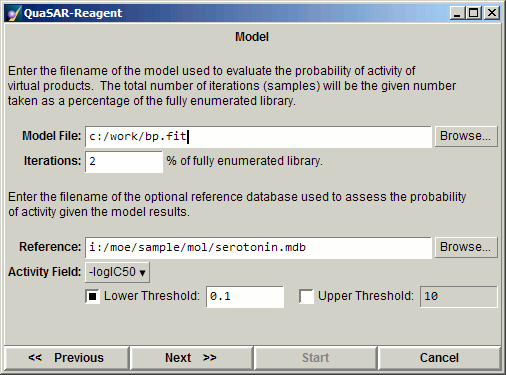 QuaSAR-Reagent
Model
Enter the filename of the model used to evaluate the probability of activity of
virtual products. The total number of iterations (samples) will be the given number
taken as a percentage of the fully enumerated library.
Model File: c:/work/bp.fit Browse...
Iterations: 2 % of fully enumerated library.
Enter the filename of the optional reference database used to assess the probability
of activity given the model results.
Reference: i:/moe/sample/mol/serotonin.mdb Browse...
Activity Field: -logIC50
Lower Threshold: 0.1 Upper Threshold: 10
<< Previous Next >> Start Cancel